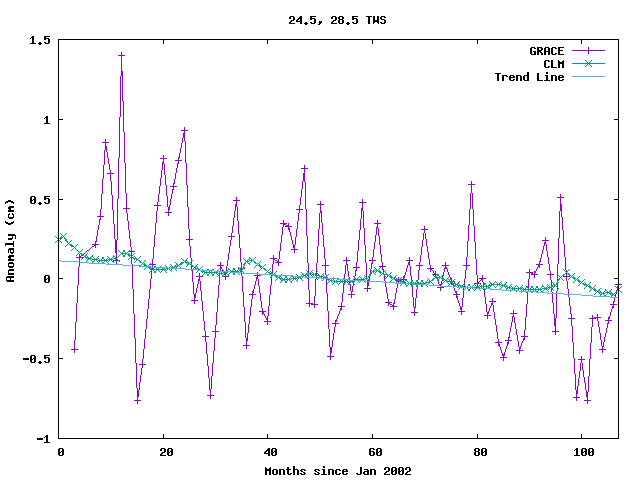 24.5, 28.5 TWS
1.5
1
0.5
0
-0.5
-1
Anomaly (cm)
GRACE
CLM
Trend Line
0 20 40 60 80 100
Months since Jan 2002